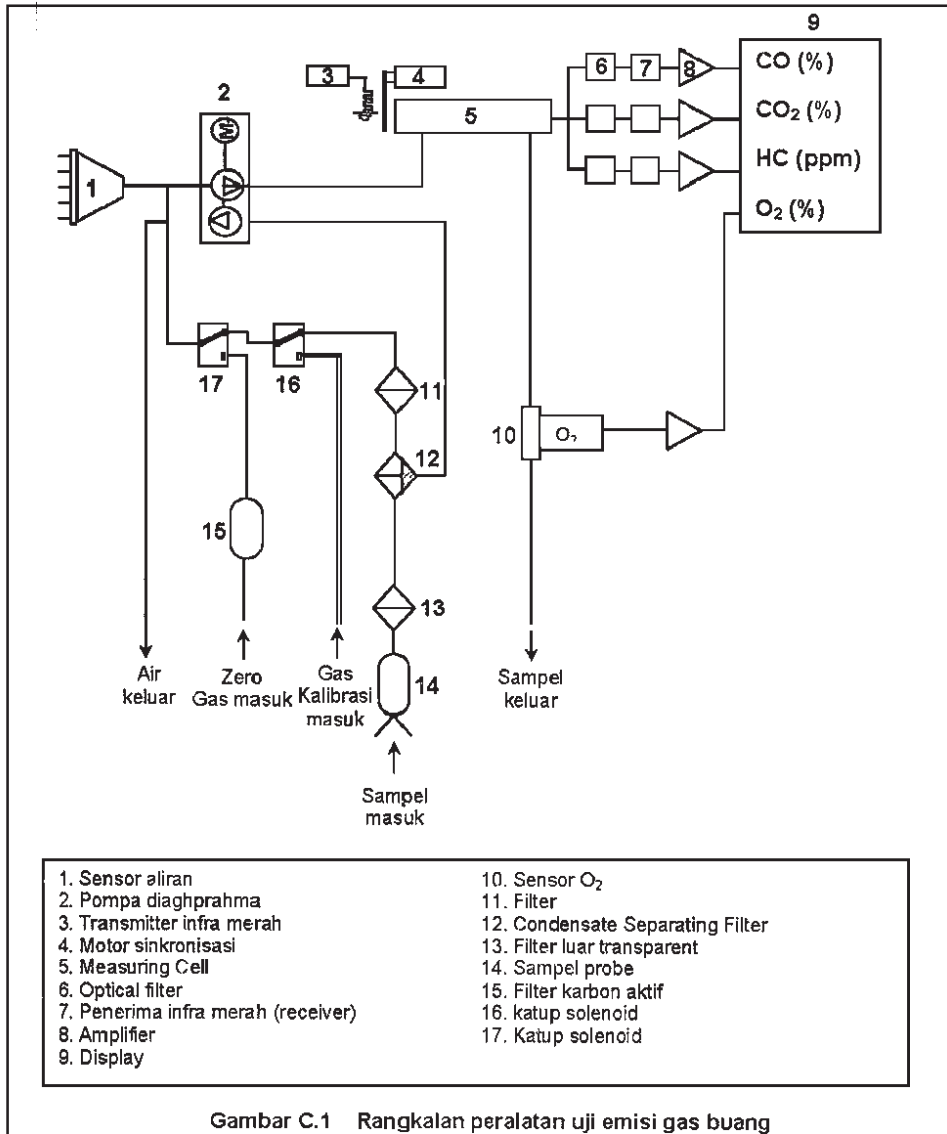 9
3
4
6
7
8
CO (%)
2
5
CO₂ (%)
M
HC (ppm)
1
O₂ (%)
17
16
11
10
O₂
12
15
13
Air
keluar
Zero
Gas masuk
Gas
Kalibrasi
masuk
14
Sampel
keluar
Sampel
masuk
1. Sensor aliran
2. Pompa diaghprahma
3. Transmitter infra merah
4. Motor sinkronisasi
5. Measuring Cell
6. Optical filter
7. Penerima infra merah (receiver)
8. Amplifier
9. Display
10. Sensor O₂
11. Filter
12. Condensate Separating Filter
13. Filter luar transparent
14. Sampel probe
15. Filter karbon aktif
16. katup solenoid
17. Katup solenoid
Gambar C.1 Rangkalan peralatan uji emisi gas buang